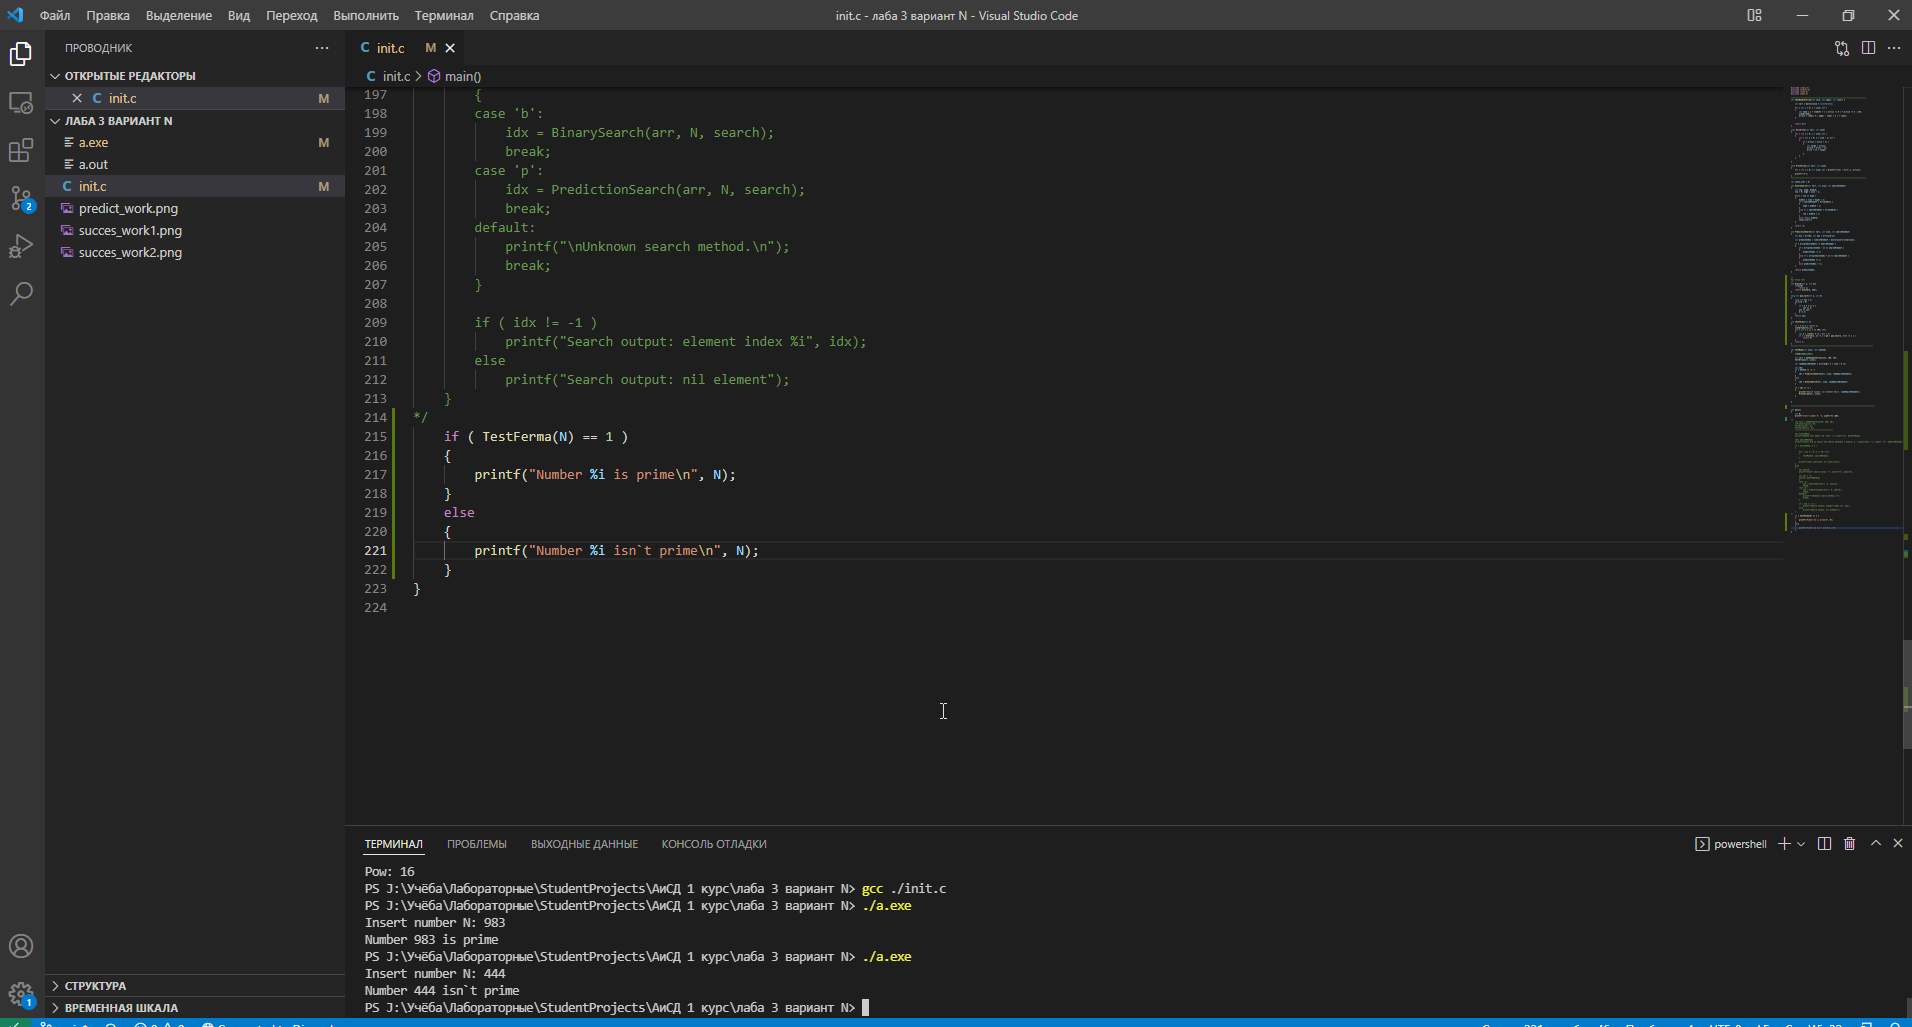 Файл Правка Выделение Вид Переход Выполнить Терминал Справка
init.c - лаба 3 вариант N - Visual Studio Code
ПРОВОДНИК
ОТКРЫТЫЕ РЕДАКТОРЫ
C init.c M
ЛАБА 3 ВАРИАНТ N
a.exe M
a.out
C init.c M
predict_work.png
succes_work1.png
succes_work2.png
СТРУКТУРА
ВРЕМЕННАЯ ШКАЛА
2
1
C init.c M
C init.c > main()
197 {
198 case 'b':
199 idx = BinarySearch(arr, N, search);
200 break;
201 case 'p':
202 idx = PredictionSearch(arr, N, search);
203 break;
204 default:
205 printf("\nUnknown search method.\n");
206 break;
207 }
208
209 if ( idx != -1 )
210 printf("Search output: element index %i", idx);
211 else
212 printf("Search output: nil element");
213 }
214 */
215 if ( TestFerma(N) == 1 )
216 {
217 printf("Number %i is prime\n", N);
218 }
219 else
220 {
221 printf("Number %i isn`t prime\n", N);
222 }
223 }
224
ТЕРМИНАЛ ПРОБЛЕМЫ ВЫХОДНЫЕ ДАННЫЕ КОНСОЛЬ ОТЛАДКИ
powershell
Pow: 16
PS J:\Учёба\Лабораторные\StudentProjects\АиСД 1 курс\лаба 3 вариант N> gcc ./init.c
PS J:\Учёба\Лабораторные\StudentProjects\АиСД 1 курс\лаба 3 вариант N> ./a.exe
Insert number N: 983
Number 983 is prime
PS J:\Учёба\Лабораторные\StudentProjects\АиСД 1 курс\лаба 3 вариант N> ./a.exe
Insert number N: 444
Number 444 isn`t prime
PS J:\Учёба\Лабораторные\StudentProjects\АиСД 1 курс\лаба 3 вариант N>